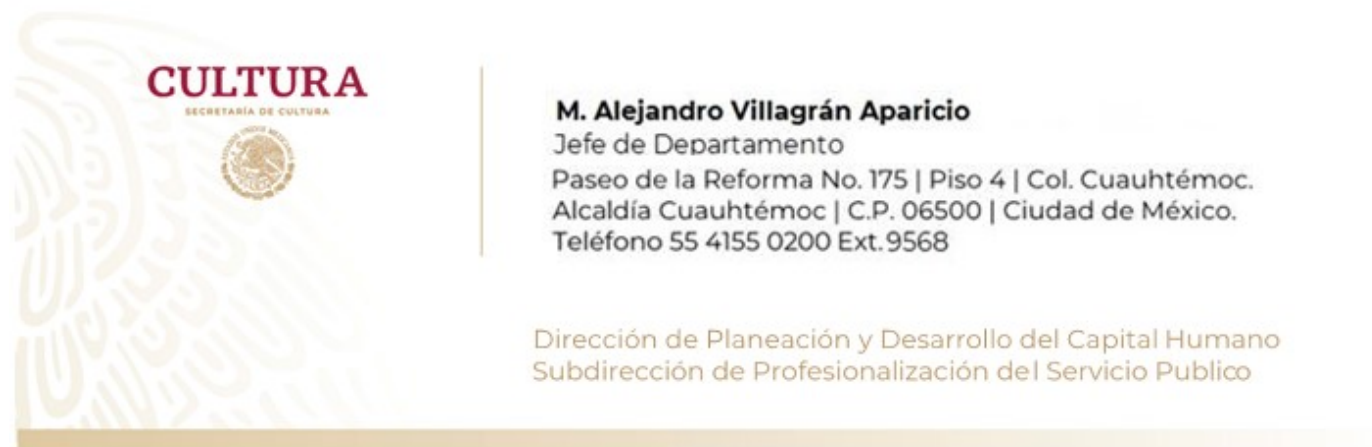 CULTURA
SECRETARÍA DE CULTURA
M. Alejandro Villagrán Aparicio
Jefe de Departamento
Paseo de la Reforma No. 175 | Piso 4 | Col. Cuauhtémoc.
Alcaldía Cuauhtémoc | C.P. 06500 | Ciudad de México.
Teléfono 55 4155 0200 Ext.9568
Dirección de Planeación y Desarrollo del Capital Humano
Subdirección de Profesionalización del Servicio Publico